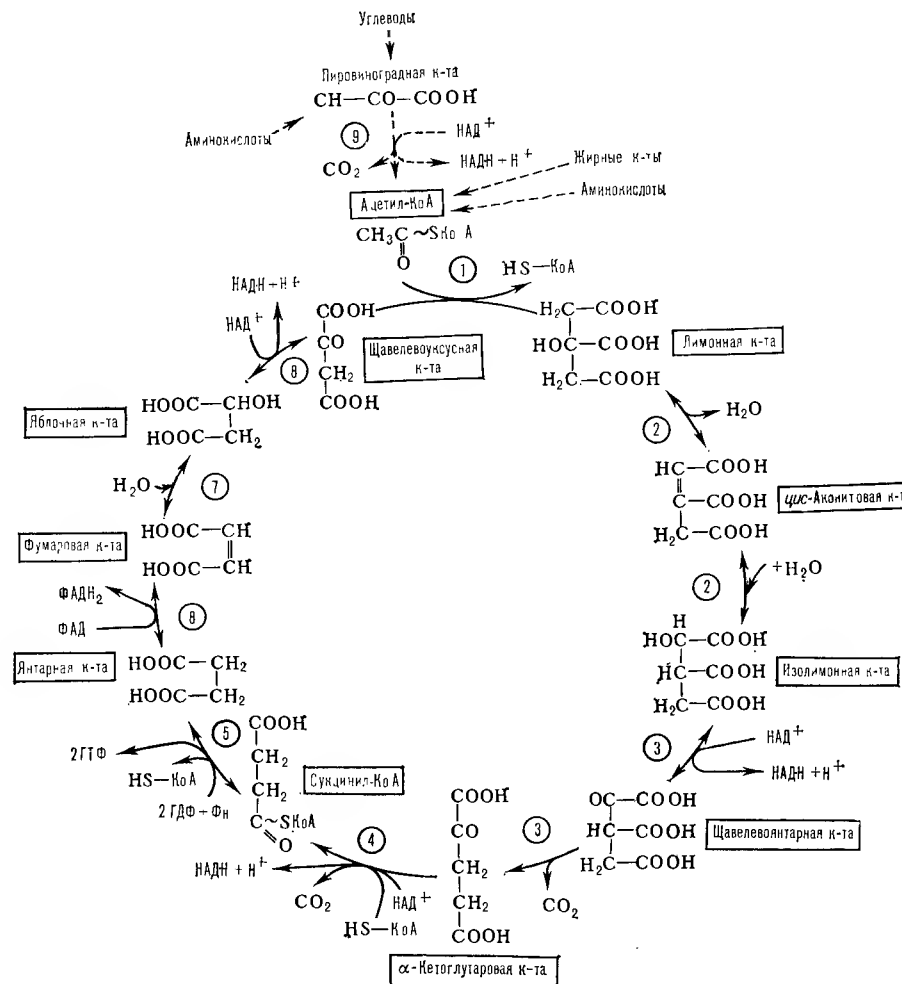 Углеводы
Пировиноградная к-та
CH—CO—COOH
Аминокислоты
9
НАД+
CO2
НАДН + Н+
Жирные к-ты
Аминокислоты
Ацетил-КоА
CH3C~SКоА
O
1
HS—КоА
НАДН + Н+
НАД+
8
COOH
CO
CH2
COOH
Щавелевоуксусная
к-та
H2C—COOH
HOC—COOH
H2C—COOH
Лимонная к-та
2
H2O
HC—COOH
C—COOH
H2C—COOH
цис-Аконитовая к-т
2
+H2O
H
HOC—COOH
HC—COOH
H2C—COOH
Изолимонная к-та
3
НАД+
НАДН + Н+
OC—COOH
HC—COOH
H2C—COOH
Щавелевоянтарная к-та
3
CO2
COOH
CO
CH2
CH2
COOH
α-Кетоглутаровая к-та
4
НАДН + Н+
CO2
НАД+
HS—КоА
COOH
CH2
CH2
C~SКоА
O
Сукцинил-КоА
5
2ГТФ
HS—КоА
2ГДФ+Фн
Янтарная к-та
HOOC—CH2
HOOC—CH2
8
ФАДН2
ФАД
Фумаровая к-та
HOOC—CH
HOOC—CH
7
H2O
Яблочная к-та
HOOC—CHOH
HOOC—CH2